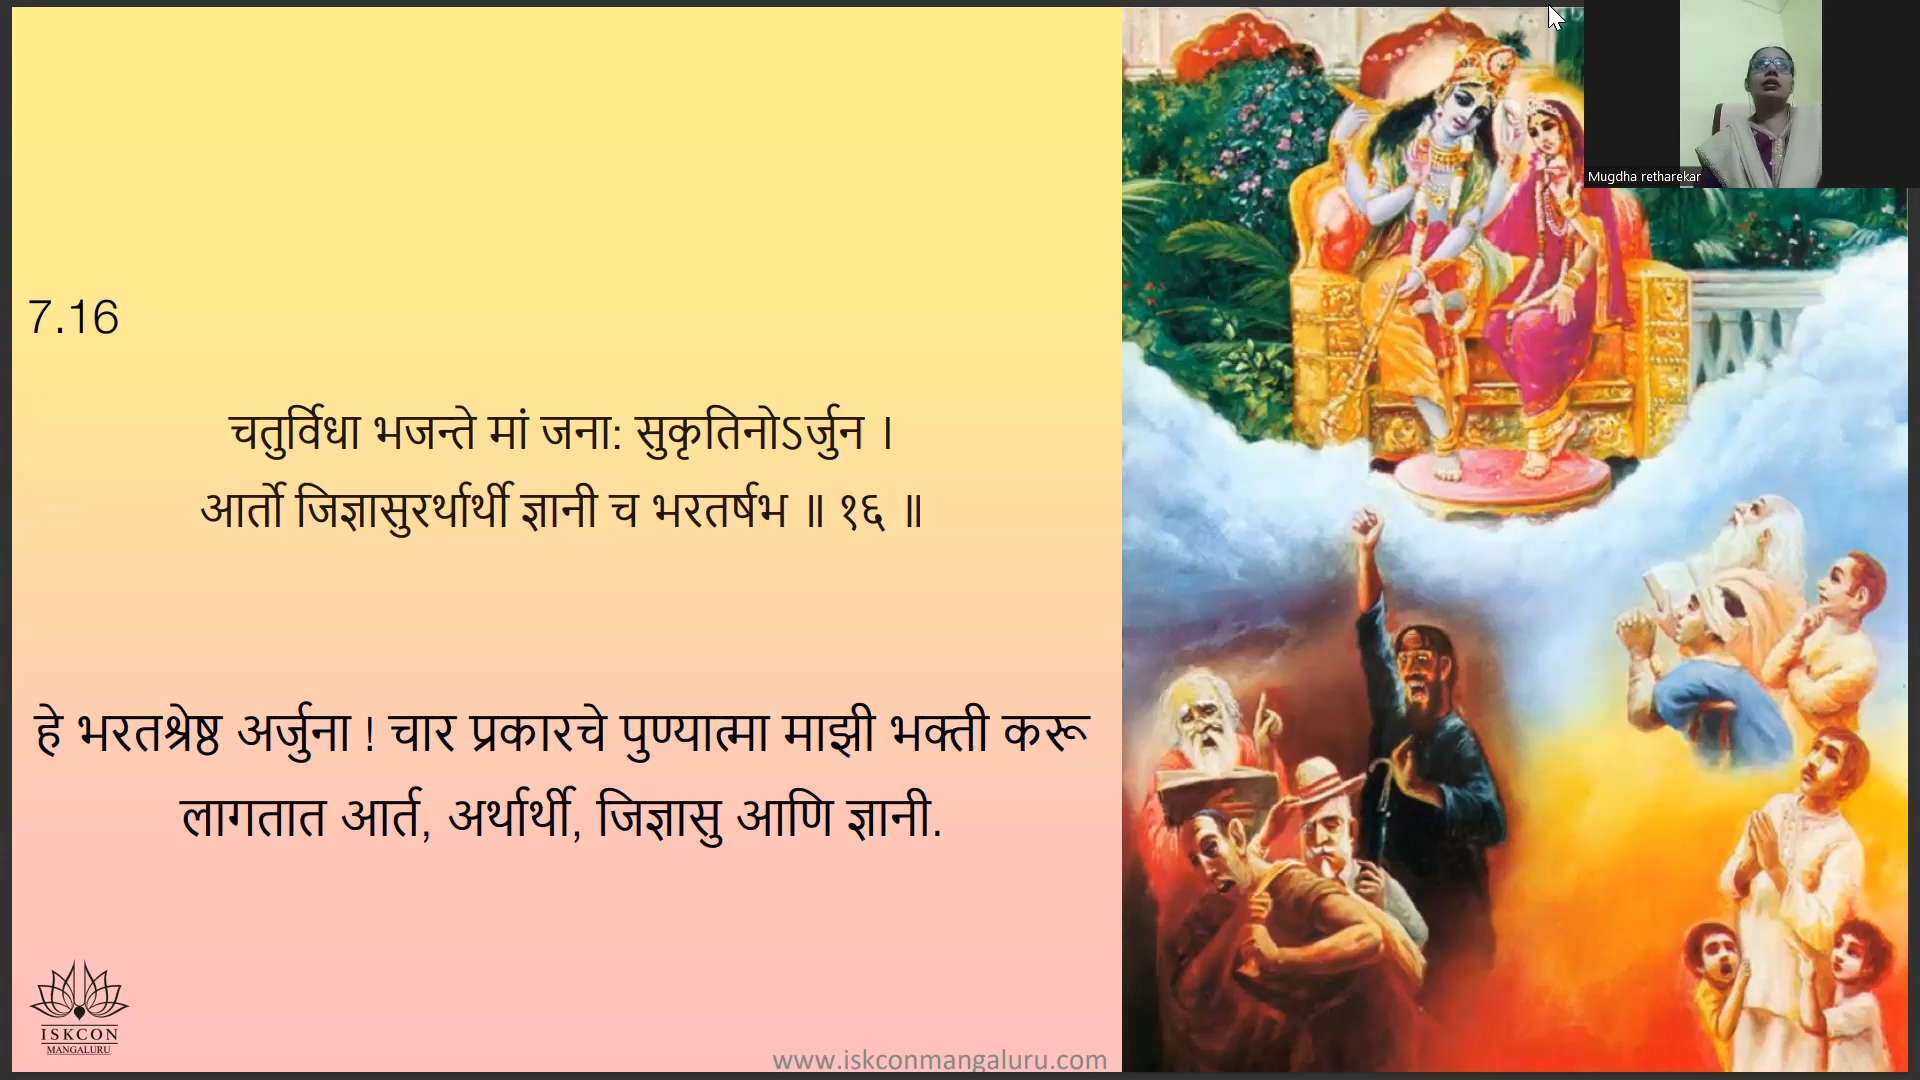 Mugdha retharekar
7.16
चतुर्विधा भजन्ते मां जनाः सुकृतिनोऽर्जुन ।
आर्तो जिज्ञासुरर्थार्थी ज्ञानी च भरतर्षभ ॥ १६ ॥
हे भरतश्रेष्ठ अर्जुना ! चार प्रकारचे पुण्यात्मा माझी भक्ती करू
लागतात आर्त, अर्थार्थी, जिज्ञासु आणि ज्ञानी.
ISKCON
MANGALURU
www.iskconmangaluru.com